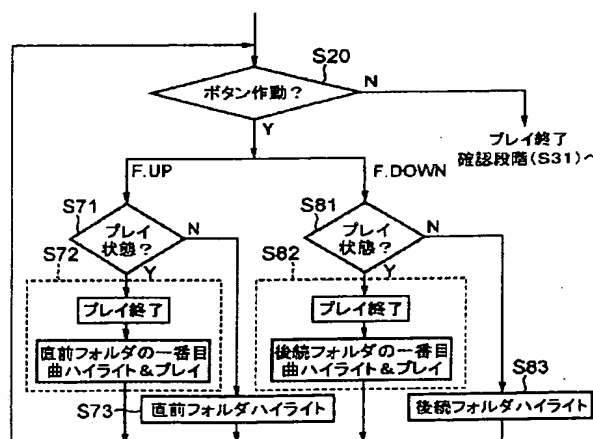 S20
ボタン作動?
N
Y
プレイ終了
確認段階(S31)へ
F.UP
F.DOWN
S71
プレイ
状態?
N
Y
S72
プレイ終了
直前フォルダの一番目
曲ハイライト&プレイ
S73
直前フォルダハイライト
S81
プレイ
状態?
N
Y
S82
プレイ終了
後続フォルダの一番目
曲ハイライト&プレイ
S83
後続フォルダハイライト